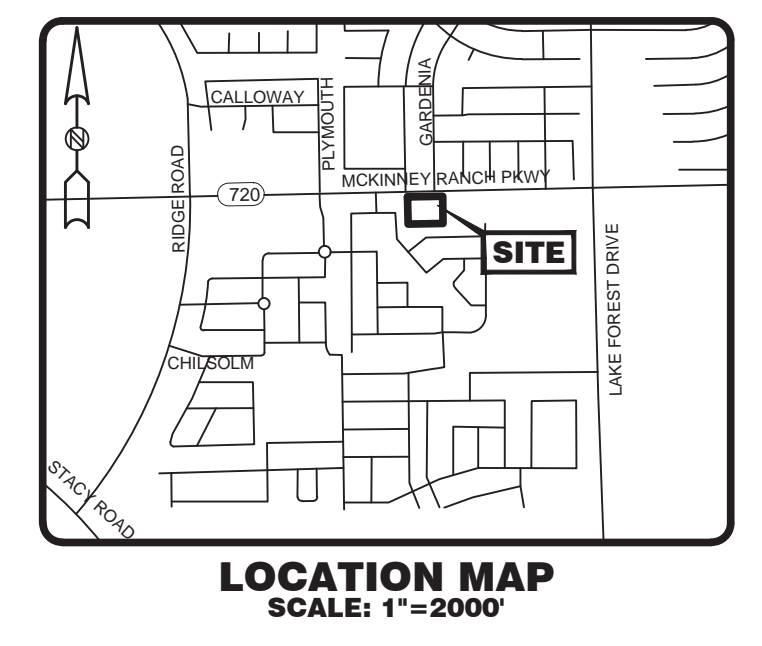 GARDENIA
PLYMOUTH
CALLOWAY
MCKINNEY RANCH PKWY
RIDGE ROAD
720
SITE
LAKE FOREST DRIVE
CHILSOLM
STACY ROAD
LOCATION MAP
SCALE: 1"=2000'